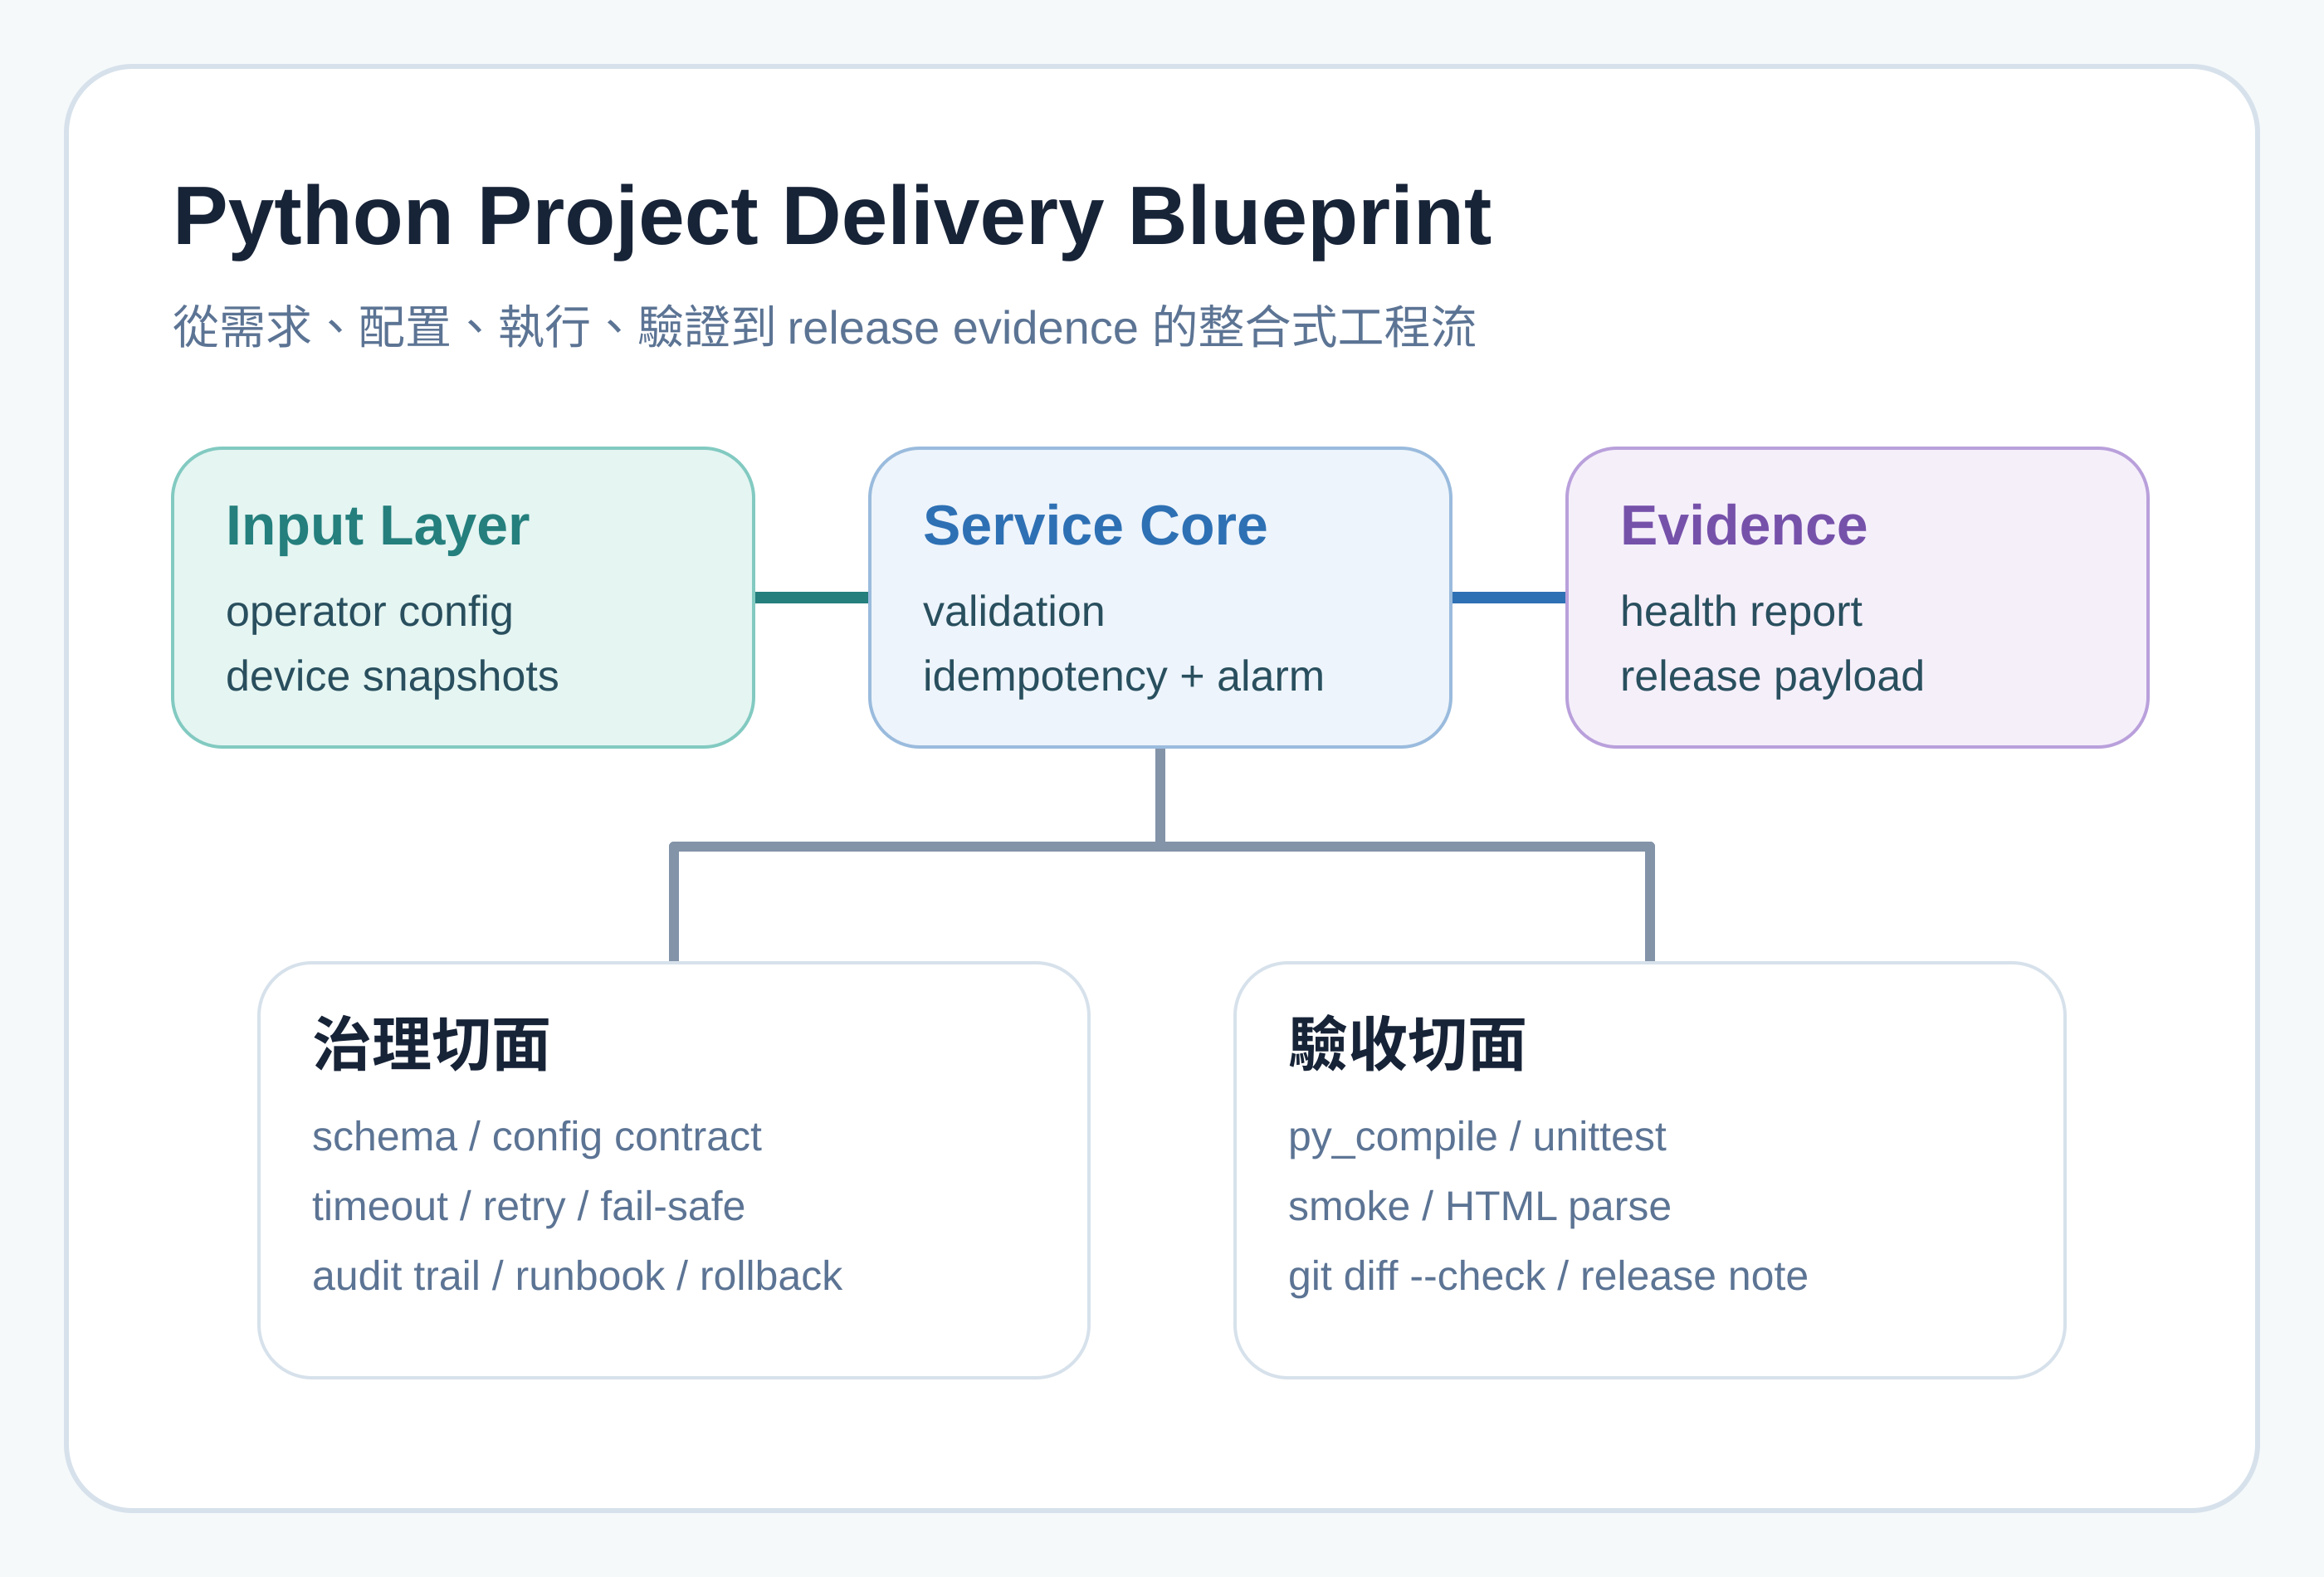 Python Project Delivery Blueprint
從需求、配置、執行、驗證到 release evidence 的整合式工程流
Input Layer
operator config
device snapshots
Service Core
validation
idempotency + alarm
Evidence
health report
release payload
治理切面
schema / config contract
timeout / retry / fail-safe
audit trail / runbook / rollback
驗收切面
py_compile / unittest
smoke / HTML parse
git diff --check / release note